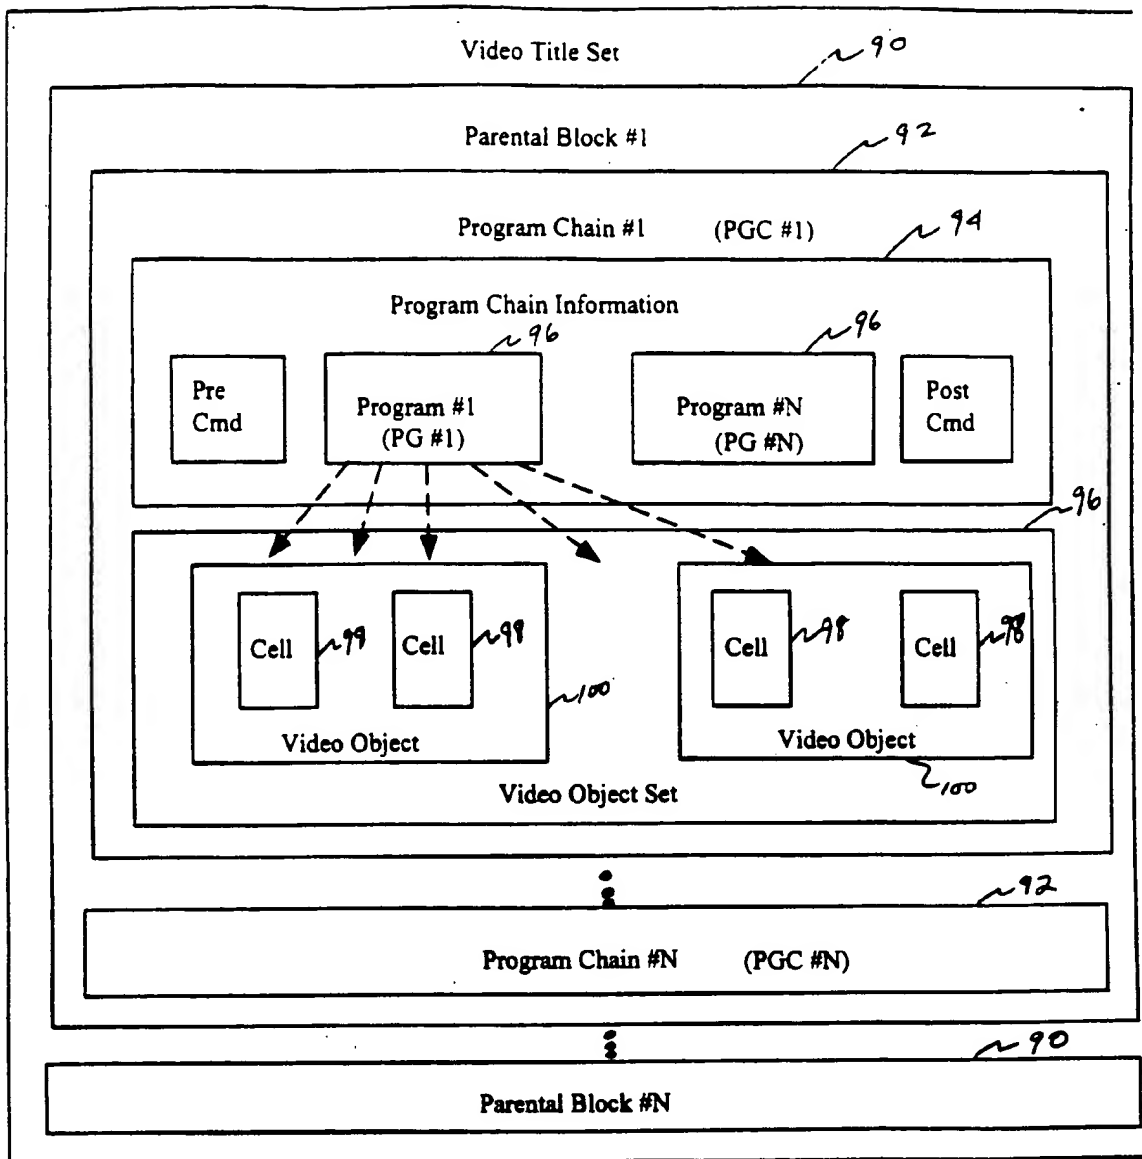 Video Title Set
90
Parental Block #1
92
Program Chain #1 (PGC #1)
94
Program Chain Information
96
96
Pre
Cmd
Program #1
(PG #1)
Program #N
(PG #N)
Post
Cmd
96
Cell
98
Cell
98
Cell
98
Cell
98
100
Video Object
Video Object
100
Video Object Set
92
Program Chain #N (PGC #N)
90
Parental Block #N